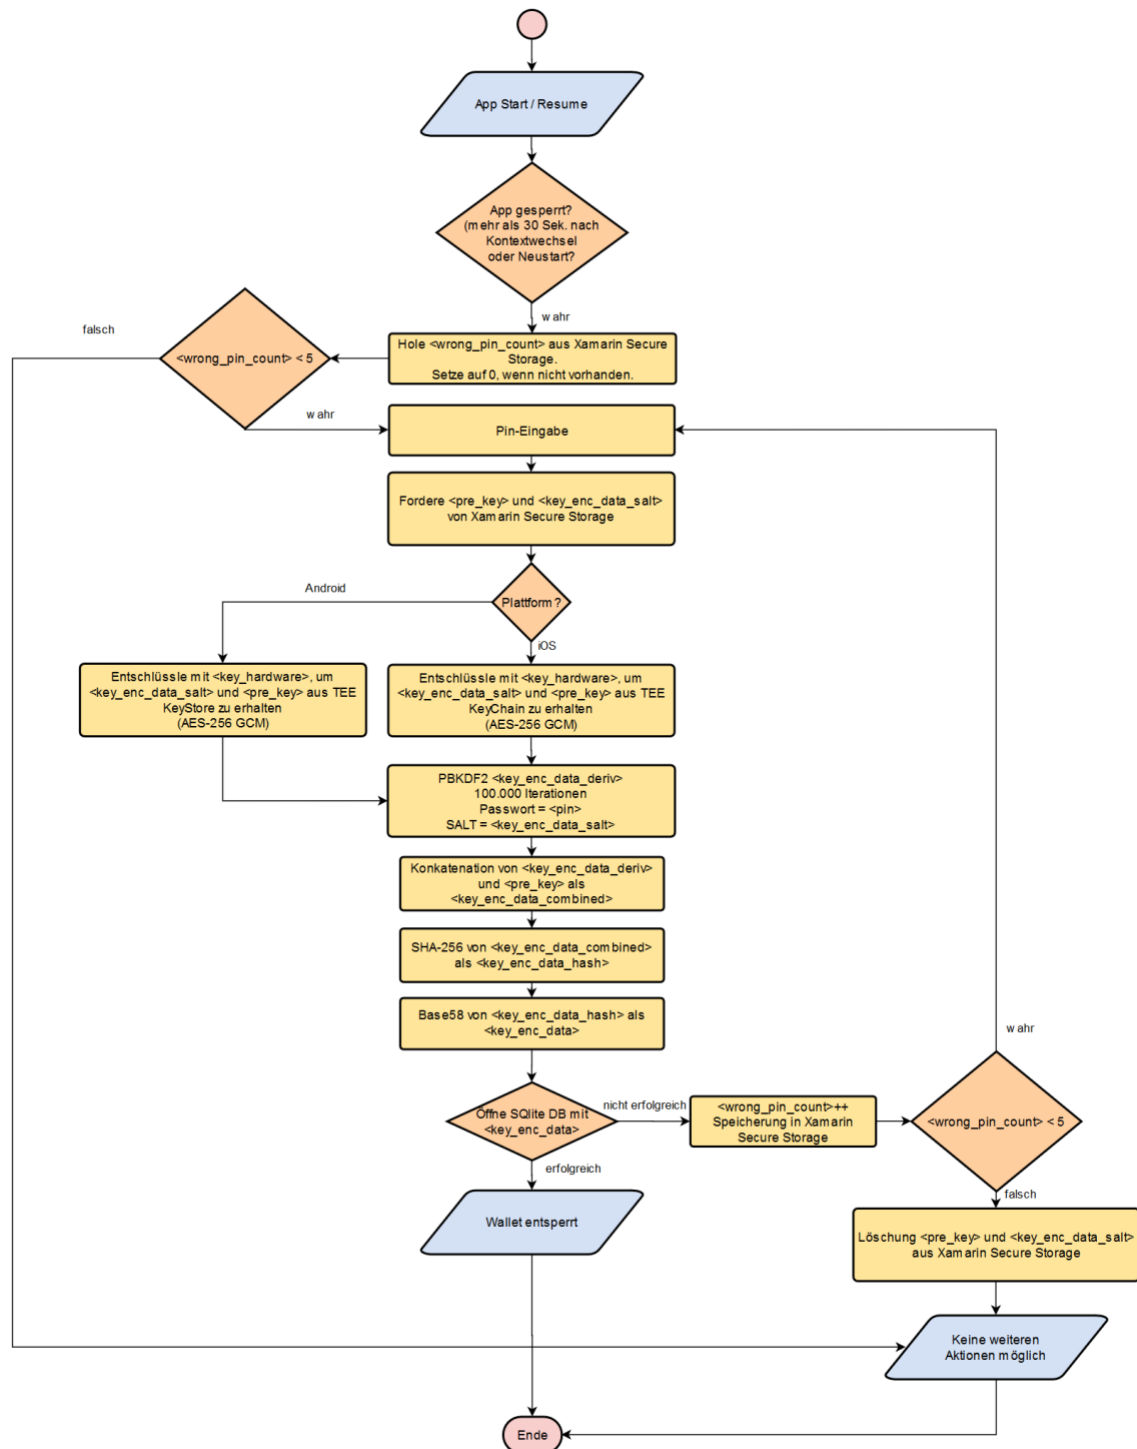 App Start / Resume
App gesperrt?
(mehr als 30 Sek. nach
Kontextwechsel
oder Neustart?
wahr
Hole <wrong_pin_count> aus Xamarin Secure
Storage.
Setze auf 0, wenn nicht vorhanden.
<wrong_pin_count> < 5
falsch
wahr
Pin-Eingabe
Fordere <pre_key> und <key_enc_data_salt>
von Xamarin Secure Storage
Plattform?
Android
iOS
Entschlüssle mit <key_hardware>, um
<key_enc_data_salt> und <pre_key> aus TEE
KeyStore zu erhalten
(AES-256 GCM)
Entschlüssle mit <key_hardware>, um
<key_enc_data_salt> und <pre_key> aus TEE
KeyChain zu erhalten
(AES-256 GCM)
PBKDF2 <key_enc_data_deriv>
100.000 Iterationen
Passwort = <pin>
SALT = <key_enc_data_salt>
Konkatenation von <key_enc_data_deriv>
und <pre_key> als
<key_enc_data_combined>
SHA-256 von <key_enc_data_combined>
als <key_enc_data_hash>
Base58 von <key_enc_data_hash> als
<key_enc_data>
Öffne SQlite DB mit
<key_enc_data>
nicht erfolgreich
<wrong_pin_count>++
Speicherung in Xamarin
Secure Storage
<wrong_pin_count> < 5
wahr
falsch
erfolgreich
Wallet entsperrt
Löschung <pre_key> und <key_enc_data_salt>
aus Xamarin Secure Storage
Keine weiteren
Aktionen möglich
Ende